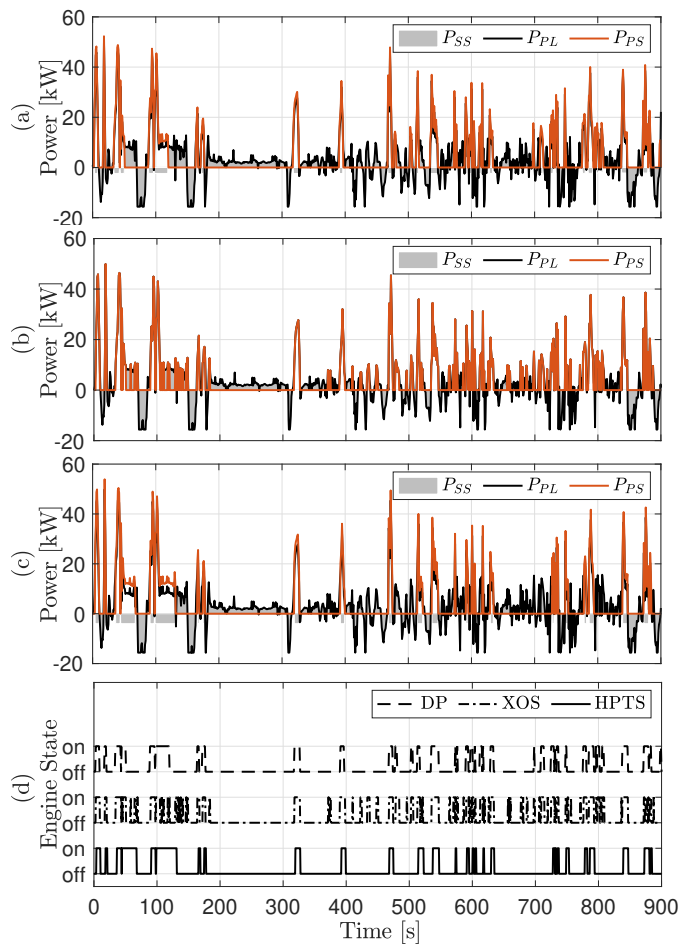 60
P_SS P_PL P_PS
40
20
0
-20
Power [kW]
(a)
60
P_SS P_PL P_PS
40
20
0
-20
Power [kW]
(b)
60
P_SS P_PL P_PS
40
20
0
-20
Power [kW]
(c)
DP XOS HPTS
on
off
on
off
on
off
Engine State
(d)
0 100 200 300 400 500 600 700 800 900
Time [s]